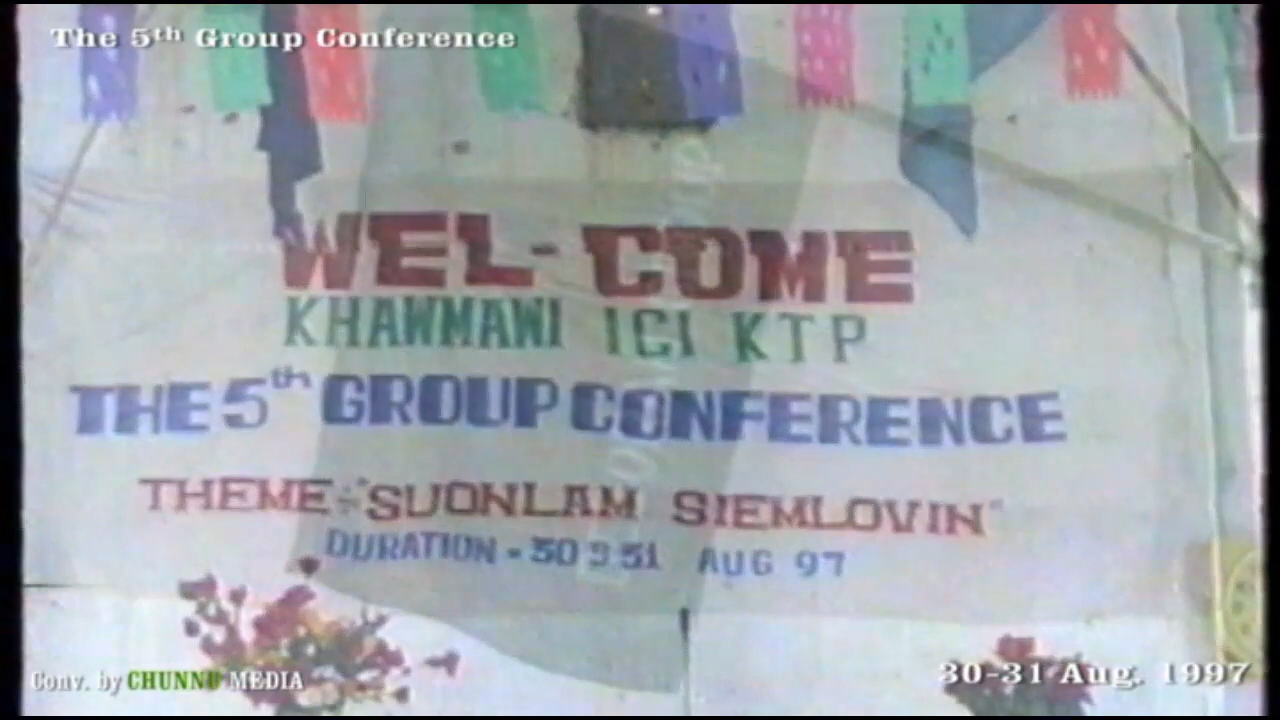 The 5th Group Conference
WEL-COME
KHAWMAWI ICI KTP
THE 5th GROUP CONFERENCE
THEME÷"SUONLAM SIEMLOVIN"
DURATION - 30 & 31 AUG 97
Conv. by CHUNNU MEDIA
30-31 Aug. 1997